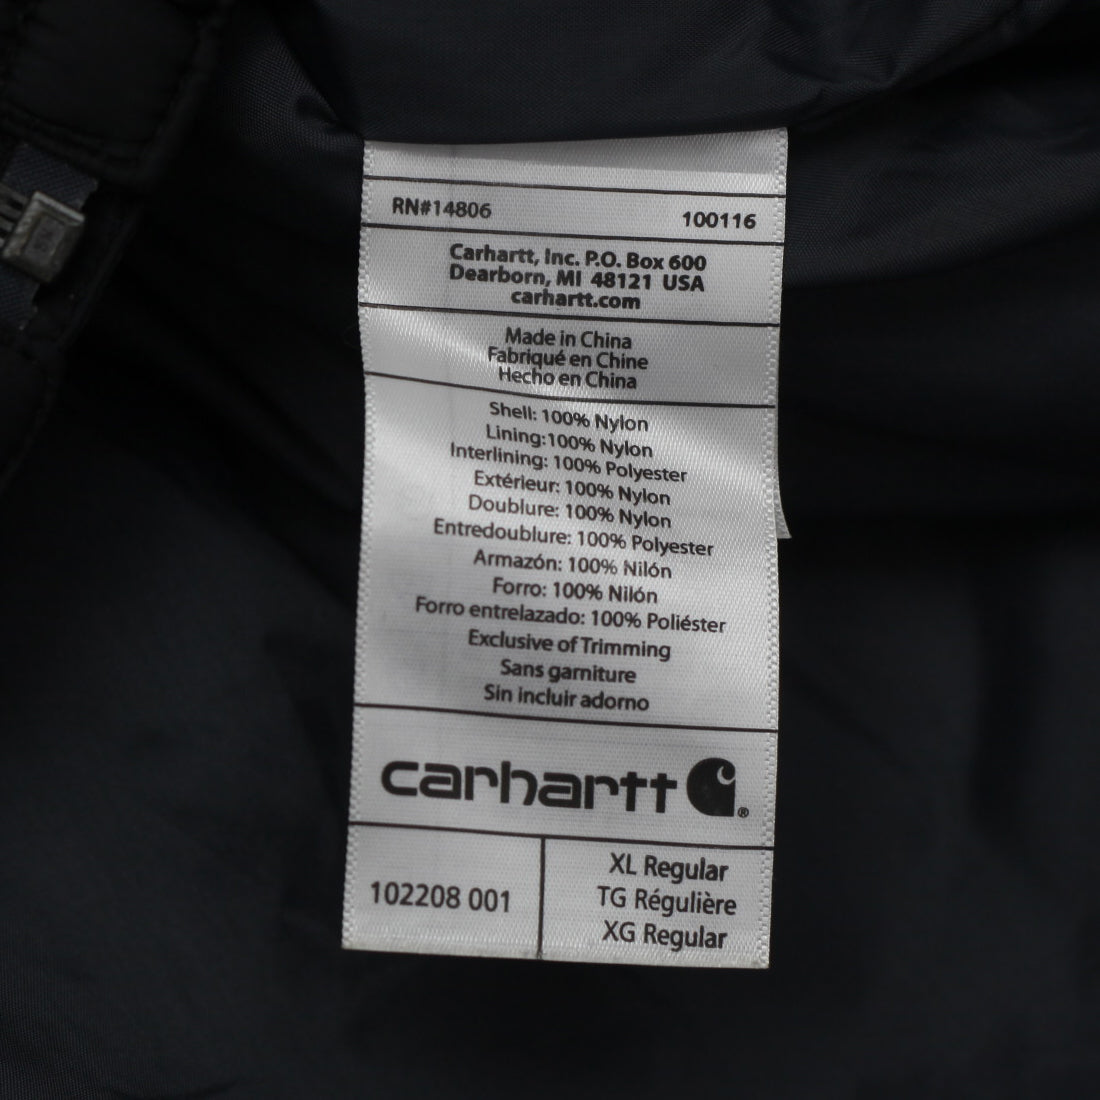 RN#14806 100116
Carhartt, Inc. P.O. Box 600
Dearborn, MI 48121 USA
carhartt.com
Made in China
Fabriqué en Chine
Hecho en China
Shell: 100% Nylon
Lining:100% Nylon
Interlining: 100% Polyester
Extérieur: 100% Nylon
Doublure: 100% Nylon
Entredoublure: 100% Polyester
Armazón: 100% Nilón
Forro: 100% Nilón
Forro entrelazado: 100% Poliéster
Exclusive of Trimming
Sans garniture
Sin incluir adorno
carhartt ®
102208 001
XL Regular
TG Régulière
XG Regular